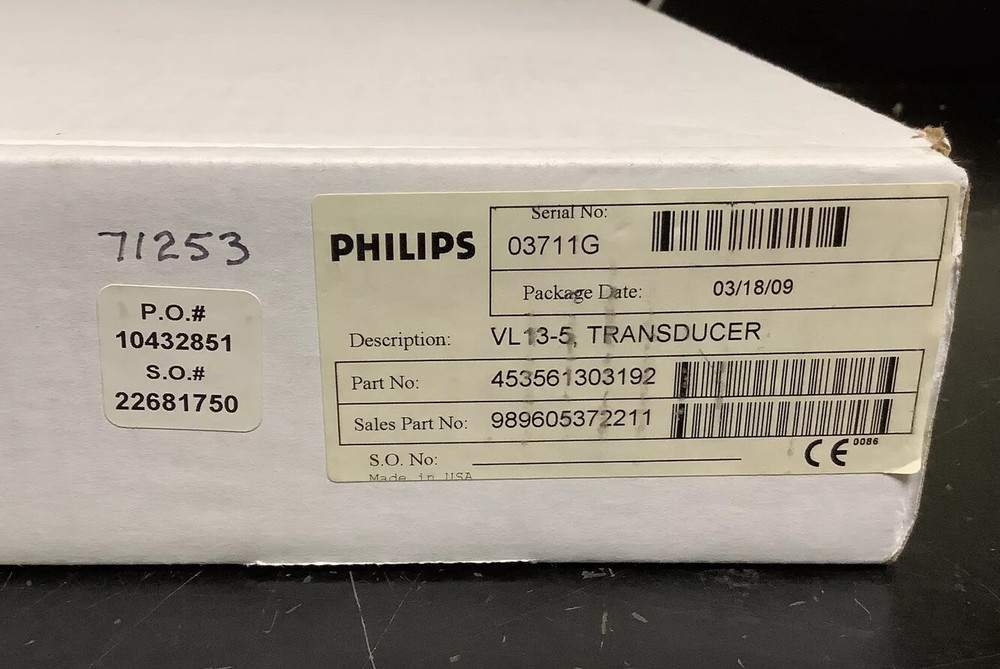 71253
P.O.#
10432851
S.O.#
22681750
PHILIPS
Serial No:
03711G
Package Date: 03/18/09
Description: VL13-5, TRANSDUCER
Part No: 453561303192
Sales Part No: 989605372211
S.O. No:
CE 0086
Made in USA